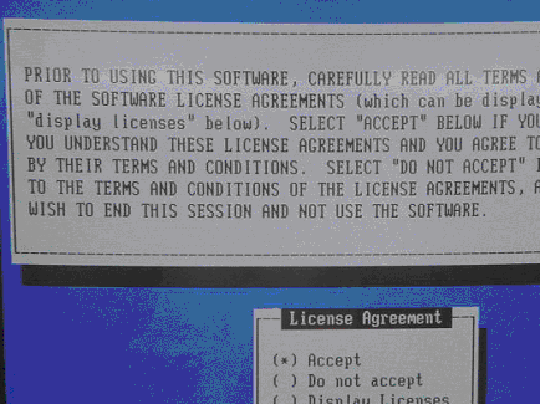 PRIOR TO USING THIS SOFTWARE, CAREFULLY READ ALL TERMS
OF THE SOFTWARE LICENSE AGREEMENTS (which can be display
"display licenses" below). SELECT "ACCEPT" BELOW IF YOU
YOU UNDERSTAND THESE LICENSE AGREEMENTS AND YOU AGREE TO
BY THEIR TERMS AND CONDITIONS. SELECT "DO NOT ACCEPT"
TO THE TERMS AND CONDITIONS OF THE LICENSE AGREEMENTS,
WISH TO END THIS SESSION AND NOT USE THE SOFTWARE.
License Agreement
(*) Accept
( ) Do not accept
( ) Display Licenses